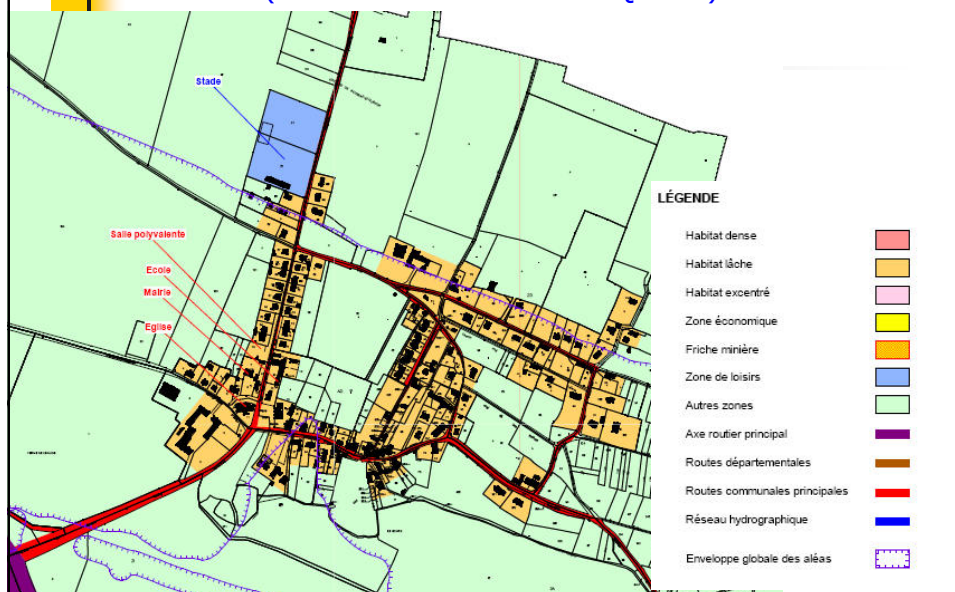 Stade
Salle polyvalente
Ecole
Mairie
Eglise
LÉGENDE
Habitat dense
Habitat lâche
Habitat excentré
Zone économique
Friche minière
Zone de loisirs
Autres zones
Axe routier principal
Routes départementales
Routes communales principales
Réseau hydrographique
Enveloppe globale des aléas